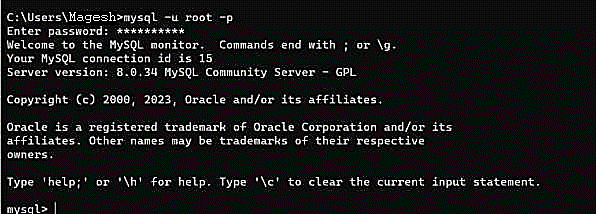 C:\Users\Magesh>mysql -u root -p
Enter password: **********
Welcome to the MySQL monitor.  Commands end with ; or \g.
Your MySQL connection id is 15
Server version: 8.0.34 MySQL Community Server - GPL
Copyright (c) 2000, 2023, Oracle and/or its affiliates.
Oracle is a registered trademark of Oracle Corporation and/or its
affiliates. Other names may be trademarks of their respective
owners.
Type 'help;' or '\h' for help. Type '\c' to clear the current input statement.
mysql>